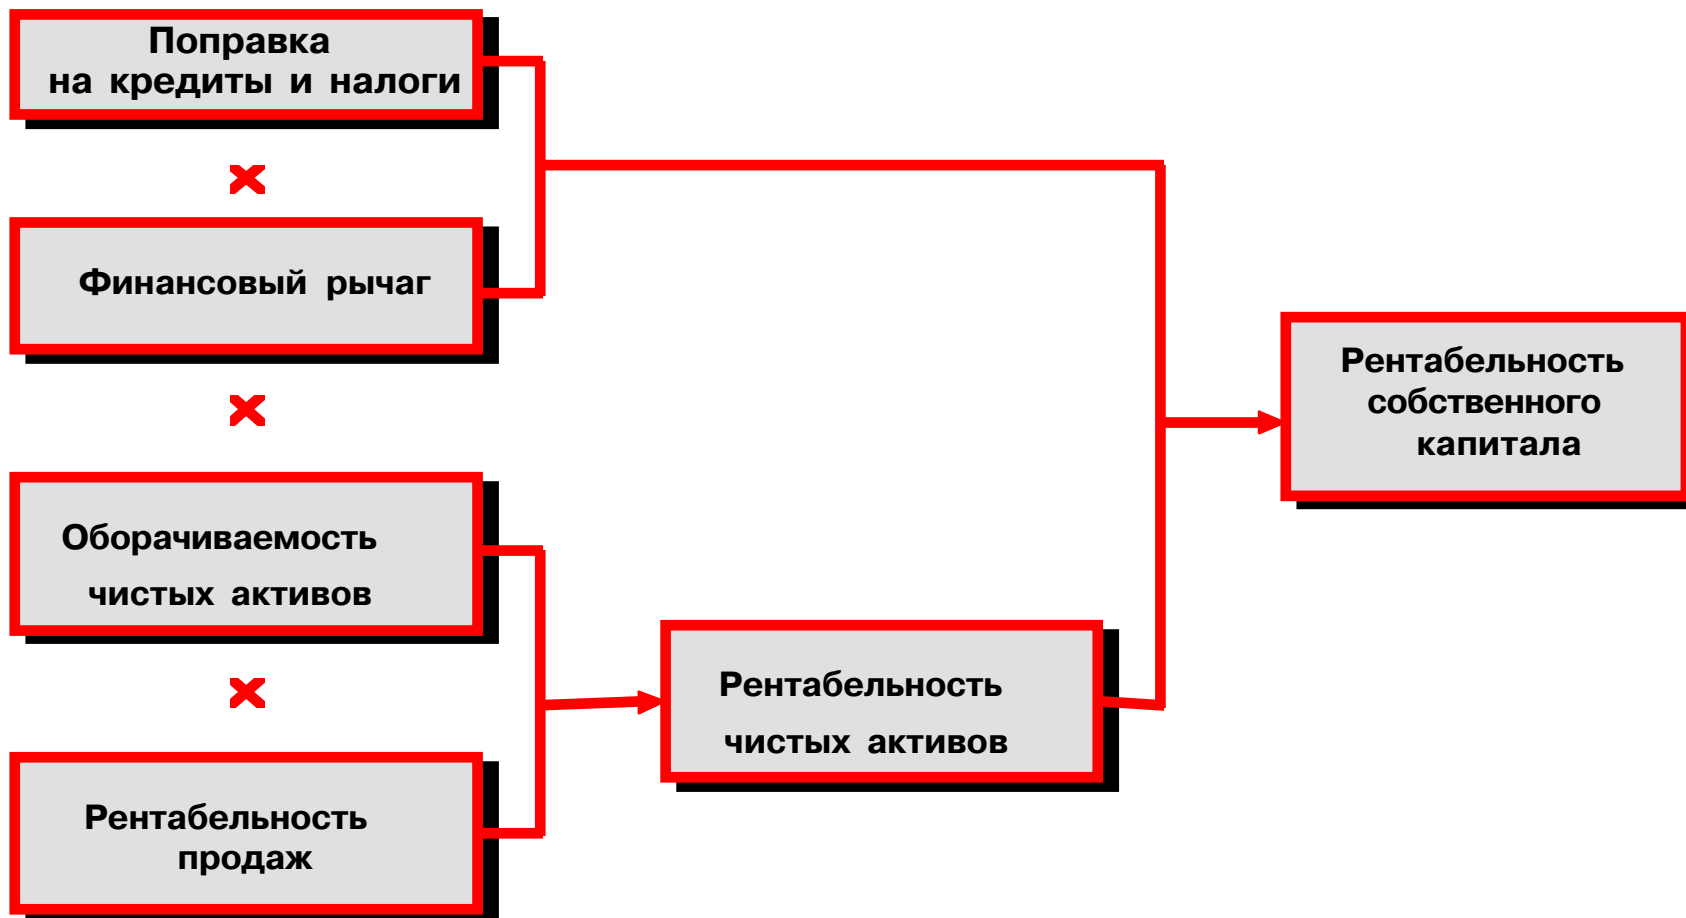 Поправка
на кредиты и налоги
×
Финансовый рычаг
×
Оборачиваемость
чистых активов
×
Рентабельность
продаж
Рентабельность
чистых активов
Рентабельность
собственного
капитала